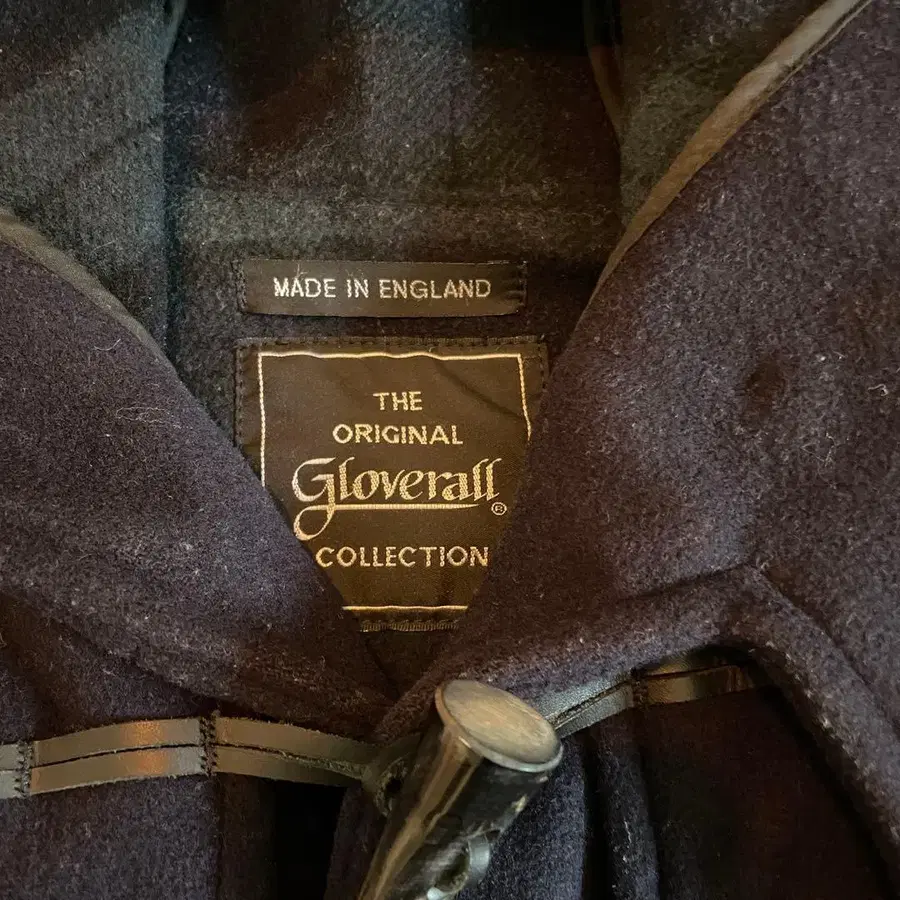 MADE IN ENGLAND
THE
ORIGINAL
Gloverall®
COLLECTION